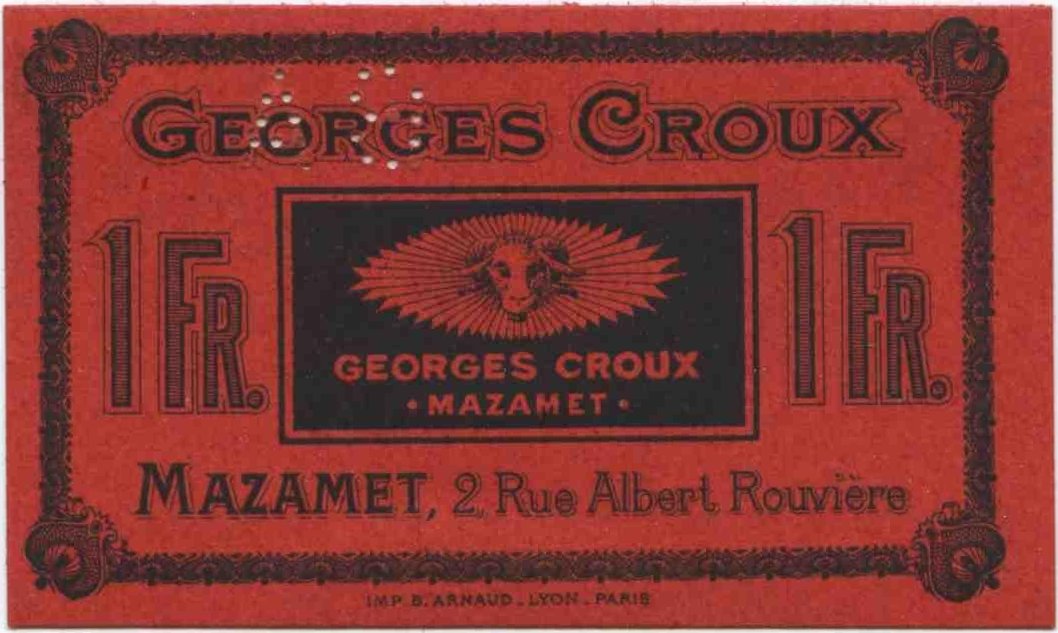 GEORGES CROUX
1 FR.
GEORGES CROUX
• MAZAMET •
1 FR.
MAZAMET, 2 Rue Albert Rouvière
IMP. B. ARNAUD _ LYON _ PARIS